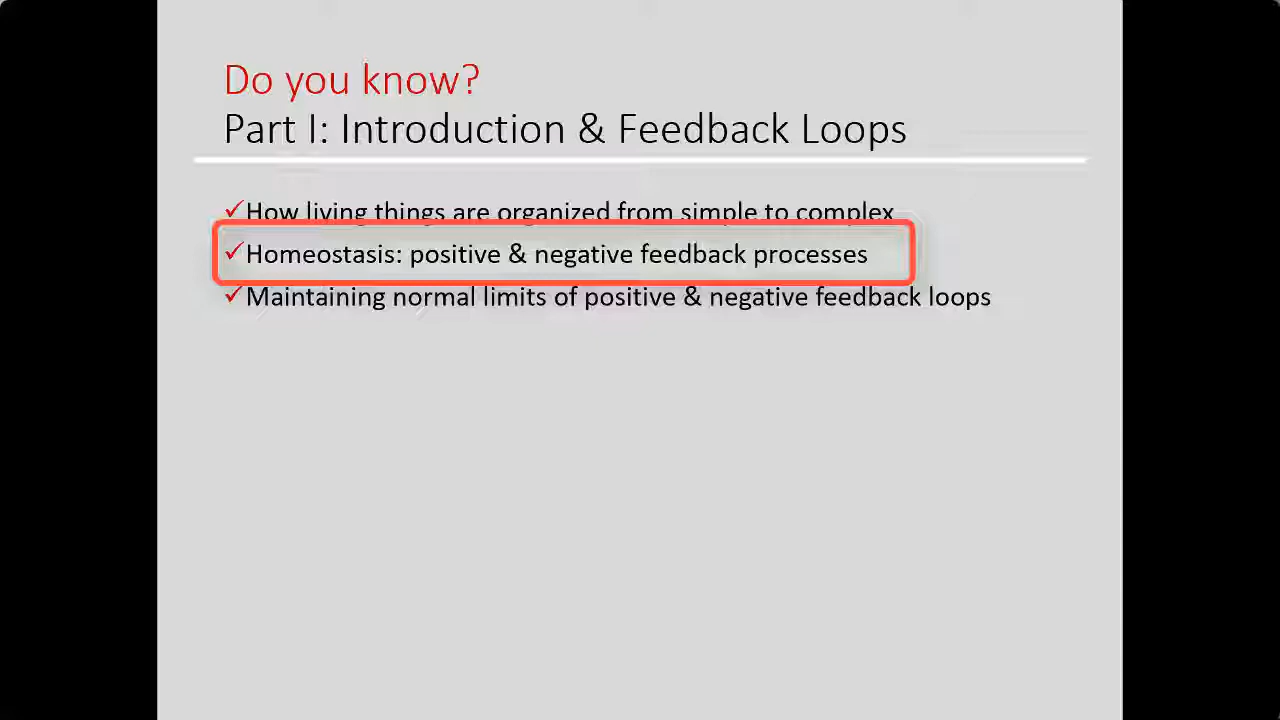 Do you know?
Part I: Introduction & Feedback Loops
✓How living things are organized from simple to complex
✓Homeostasis: positive & negative feedback processes
✓Maintaining normal limits of positive & negative feedback loops